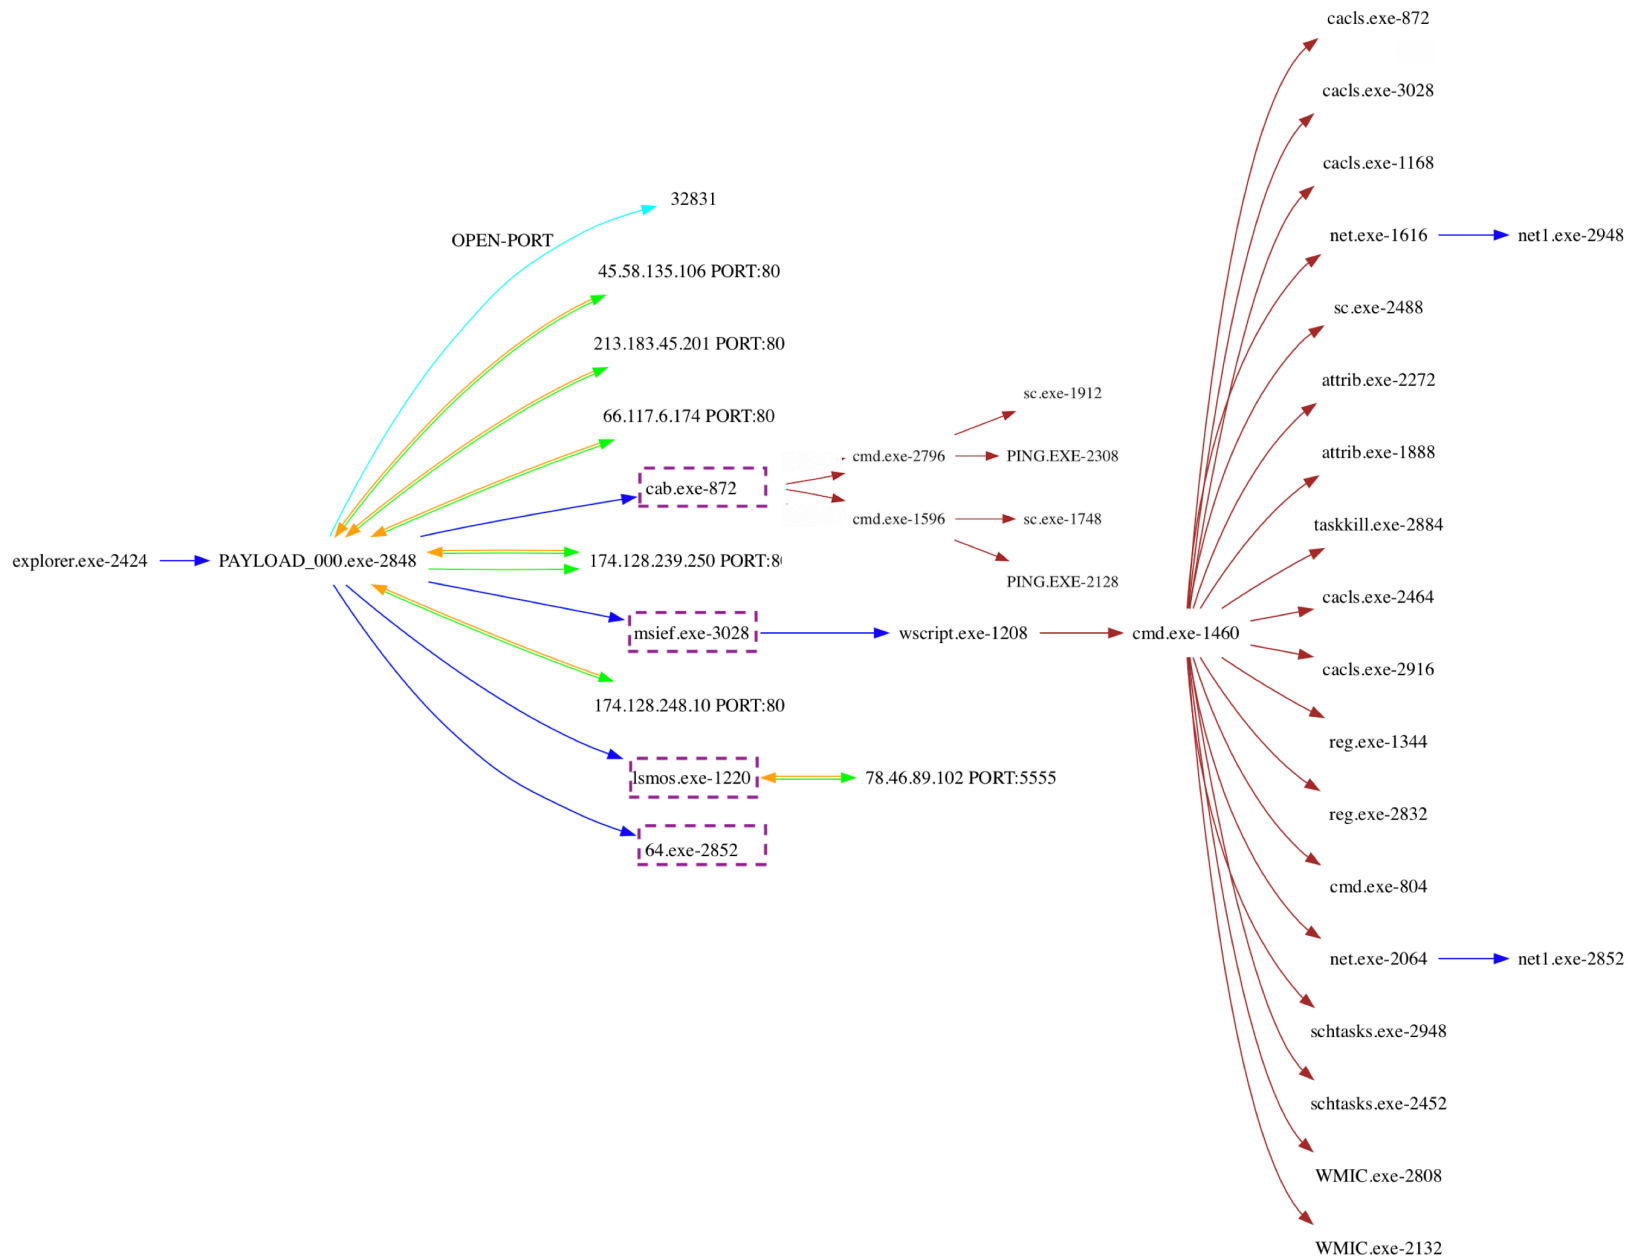 cacls.exe-872
cacls.exe-3028
cacls.exe-1168
32831
OPEN-PORT
net.exe-1616
net1.exe-2948
45.58.135.106 PORT:80
sc.exe-2488
213.183.45.201 PORT:80
attrib.exe-2272
sc.exe-1912
66.117.6.174 PORT:80
attrib.exe-1888
cmd.exe-2796
PING.EXE-2308
cab.exe-872
cmd.exe-1596
sc.exe-1748
taskkill.exe-2884
explorer.exe-2424
PAYLOAD_000.exe-2848
174.128.239.250 PORT:80
PING.EXE-2128
cacls.exe-2464
msief.exe-3028
wscript.exe-1208
cmd.exe-1460
cacls.exe-2916
174.128.248.10 PORT:80
reg.exe-1344
lsmos.exe-1220
78.46.89.102 PORT:5555
reg.exe-2832
64.exe-2852
cmd.exe-804
net.exe-2064
net1.exe-2852
schtasks.exe-2948
schtasks.exe-2452
WMIC.exe-2808
WMIC.exe-2132